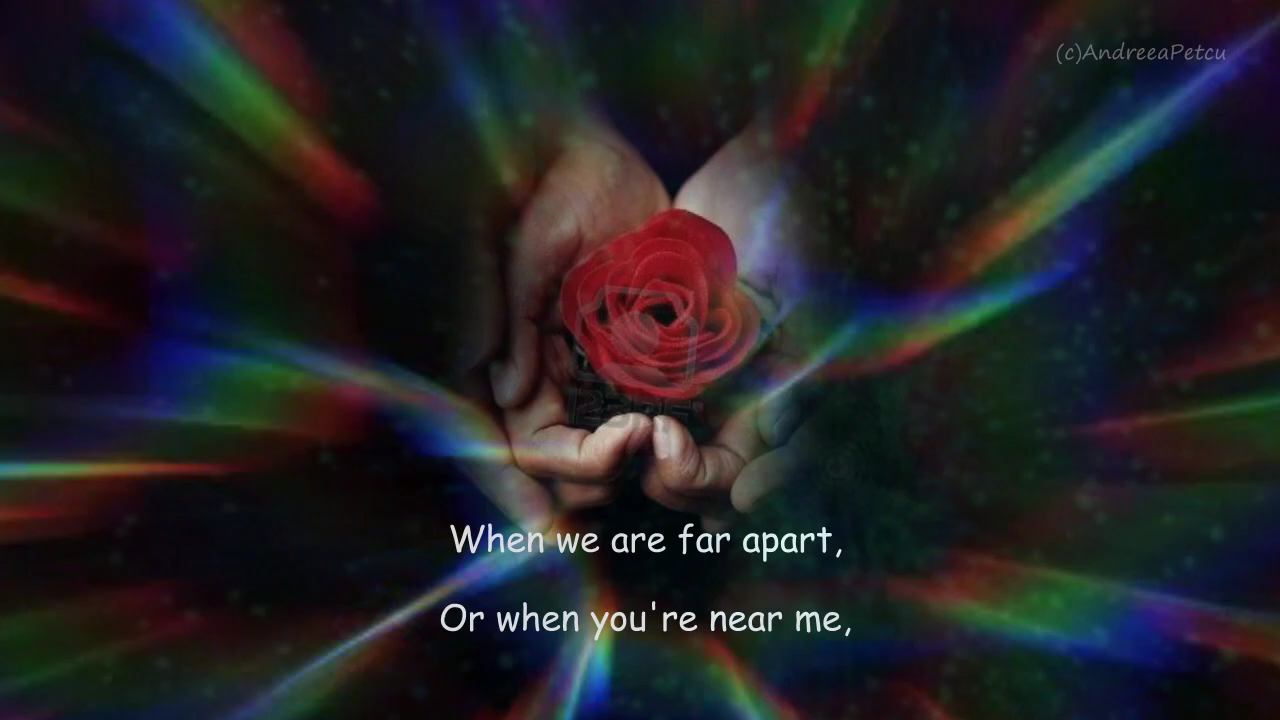 (c)AndreeaPetcu
When we are far apart,
Or when you're near me,